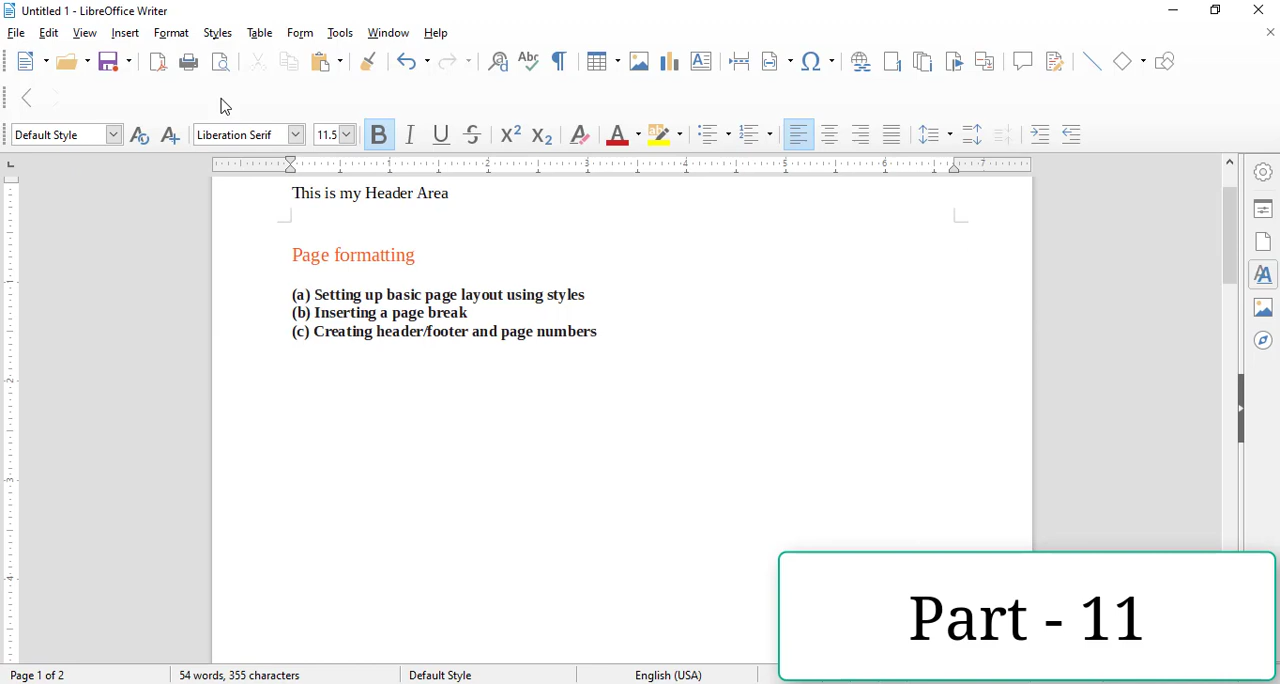 Untitled 1 - LibreOffice Writer
File Edit View Insert Format Styles Table Form Tools Window Help
Default Style Liberation Serif 11.5
This is my Header Area
Page formatting
(a) Setting up basic page layout using styles
(b) Inserting a page break
(c) Creating header/footer and page numbers
Part - 11
Page 1 of 2 54 words, 355 characters Default Style English (USA)